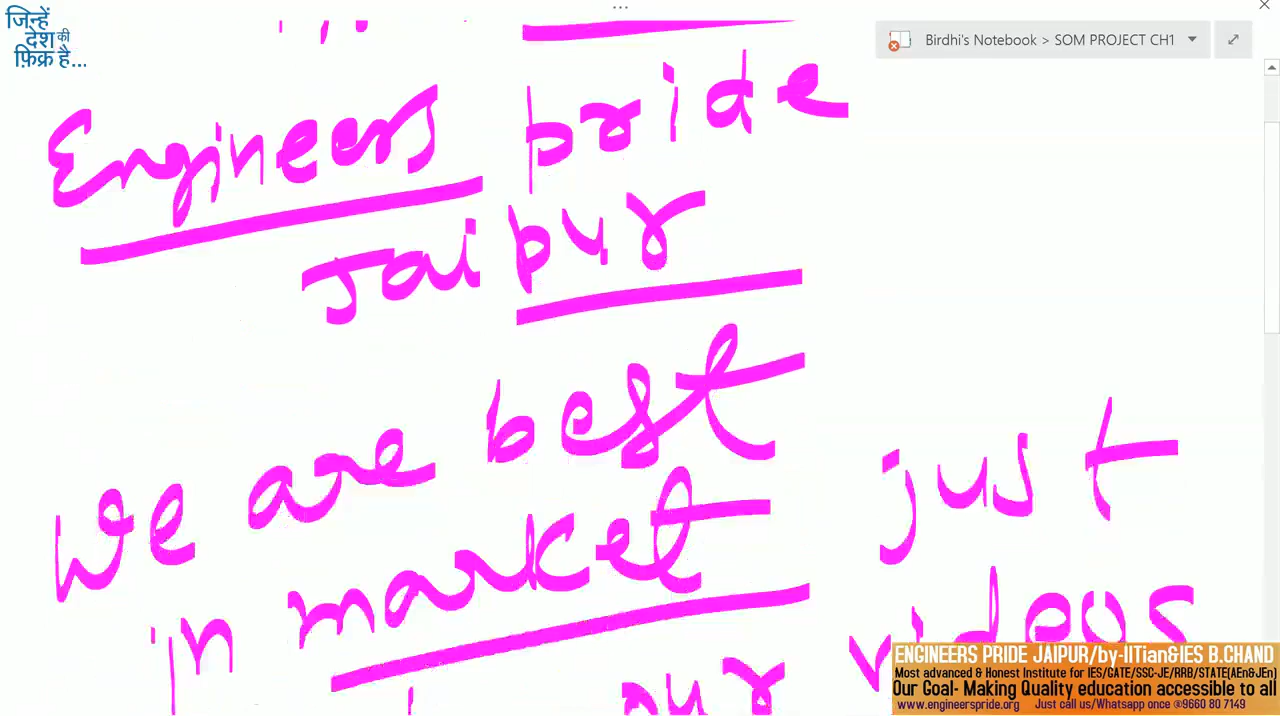 जिन्हें
देश की
फ़िक्र है...
Birdhi's Notebook > SOM PROJECT CH1
Engineers pride
Jaipur
We are best
in market
just
videos
our
ENGINEERS PRIDE JAIPUR/by-IITian&IES B.CHAND
Most advanced & Honest Institute for IES/GATE/SSC-JE/RRB/STATE(AEn&JEn)
Our Goal- Making Quality education accessible to all
www.engineerspride.org Just call us/Whatsapp once @9660 80 7149